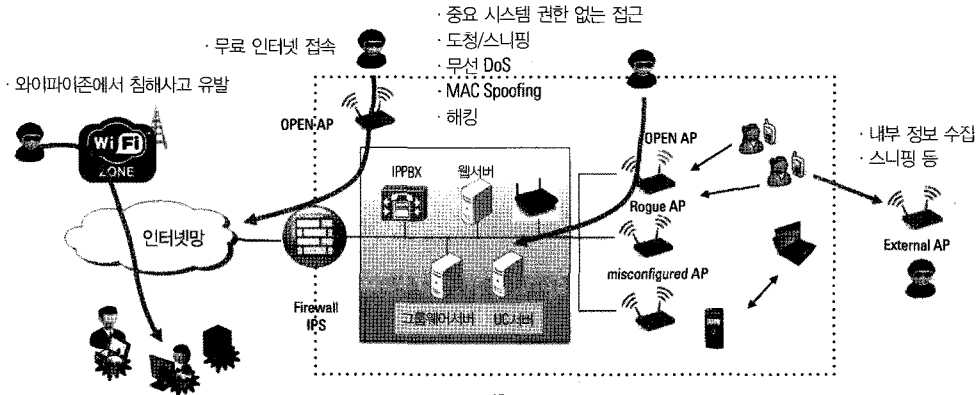 · 중요 시스템 권한 없는 접근
· 도청/스니핑
· 무선 DoS
· MAC Spoofing
· 해킹
· 무료 인터넷 접속
· 와이파이존에서 침해사고 유발
Wi Fi
ZONE
OPEN AP
OPEN AP
· 내부 정보 수집
· 스니핑 등
IPPBX
웹서버
Rogue AP
인터넷망
External AP
misconfigured AP
Firewall
IPS
그룹웨어서버
UC서버